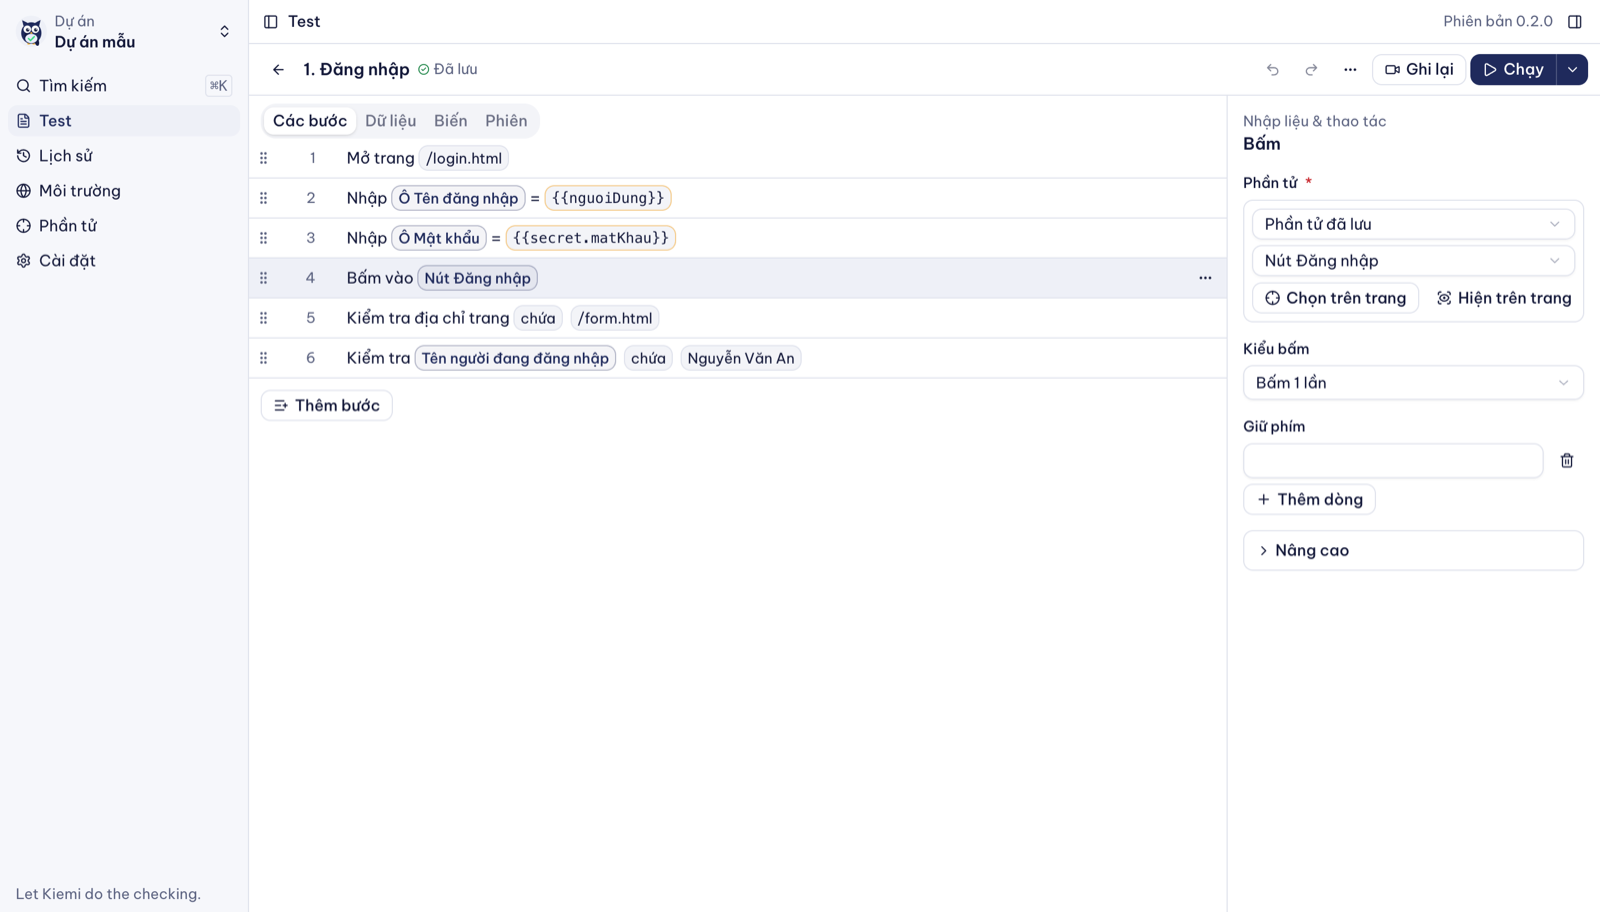 Dự án
Dự án mẫu
Tìm kiếm ⌘K
Test
Lịch sử
Môi trường
Phần tử
Cài đặt
Let Kiemi do the checking.
Test
Phiên bản 0.2.0
1. Đăng nhập Đã lưu
Ghi lại Chạy
Các bước Dữ liệu Biến Phiên
1 Mở trang /login.html
2 Nhập Ô Tên đăng nhập = {{nguoiDung}}
3 Nhập Ô Mật khẩu = {{secret.matKhau}}
4 Bấm vào Nút Đăng nhập
5 Kiểm tra địa chỉ trang chứa /form.html
6 Kiểm tra Tên người đang đăng nhập chứa Nguyễn Văn An
Thêm bước
Nhập liệu & thao tác
Bấm
Phần tử *
Phần tử đã lưu
Nút Đăng nhập
Chọn trên trang Hiện trên trang
Kiểu bấm
Bấm 1 lần
Giữ phím
Thêm dòng
Nâng cao